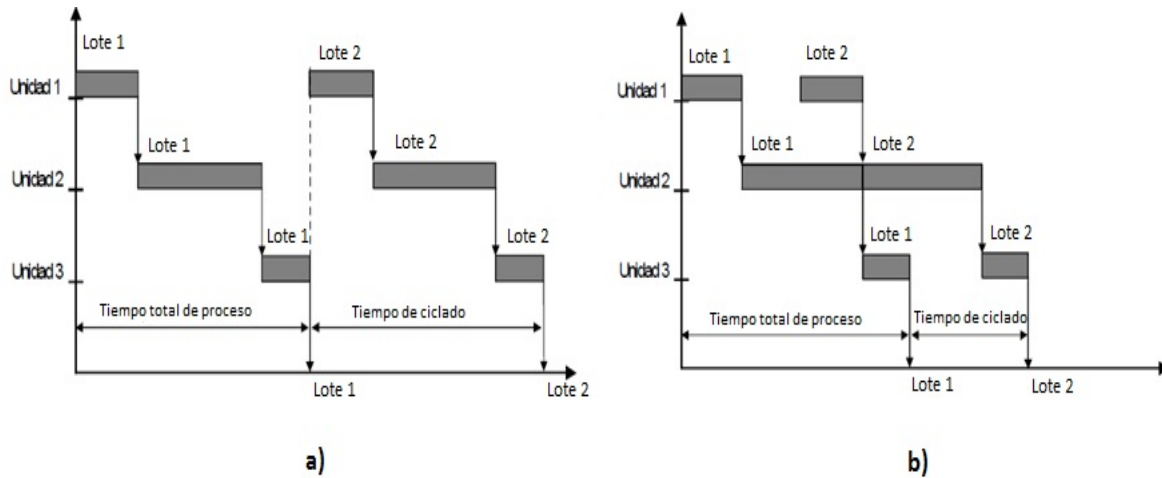 Lote 1
Lote 2
Unidad 1
Lote 1
Lote 2
Unidad 2
Lote 1
Lote 2
Unidad 3
Tiempo total de proceso
Tiempo de ciclado
Lote 1
Lote 2
a)
Lote 1
Lote 2
Unidad 1
Lote 1
Lote 2
Unidad 2
Lote 1
Lote 2
Unidad 3
Tiempo total de proceso
Tiempo de ciclado
Lote 1
Lote 2
b)